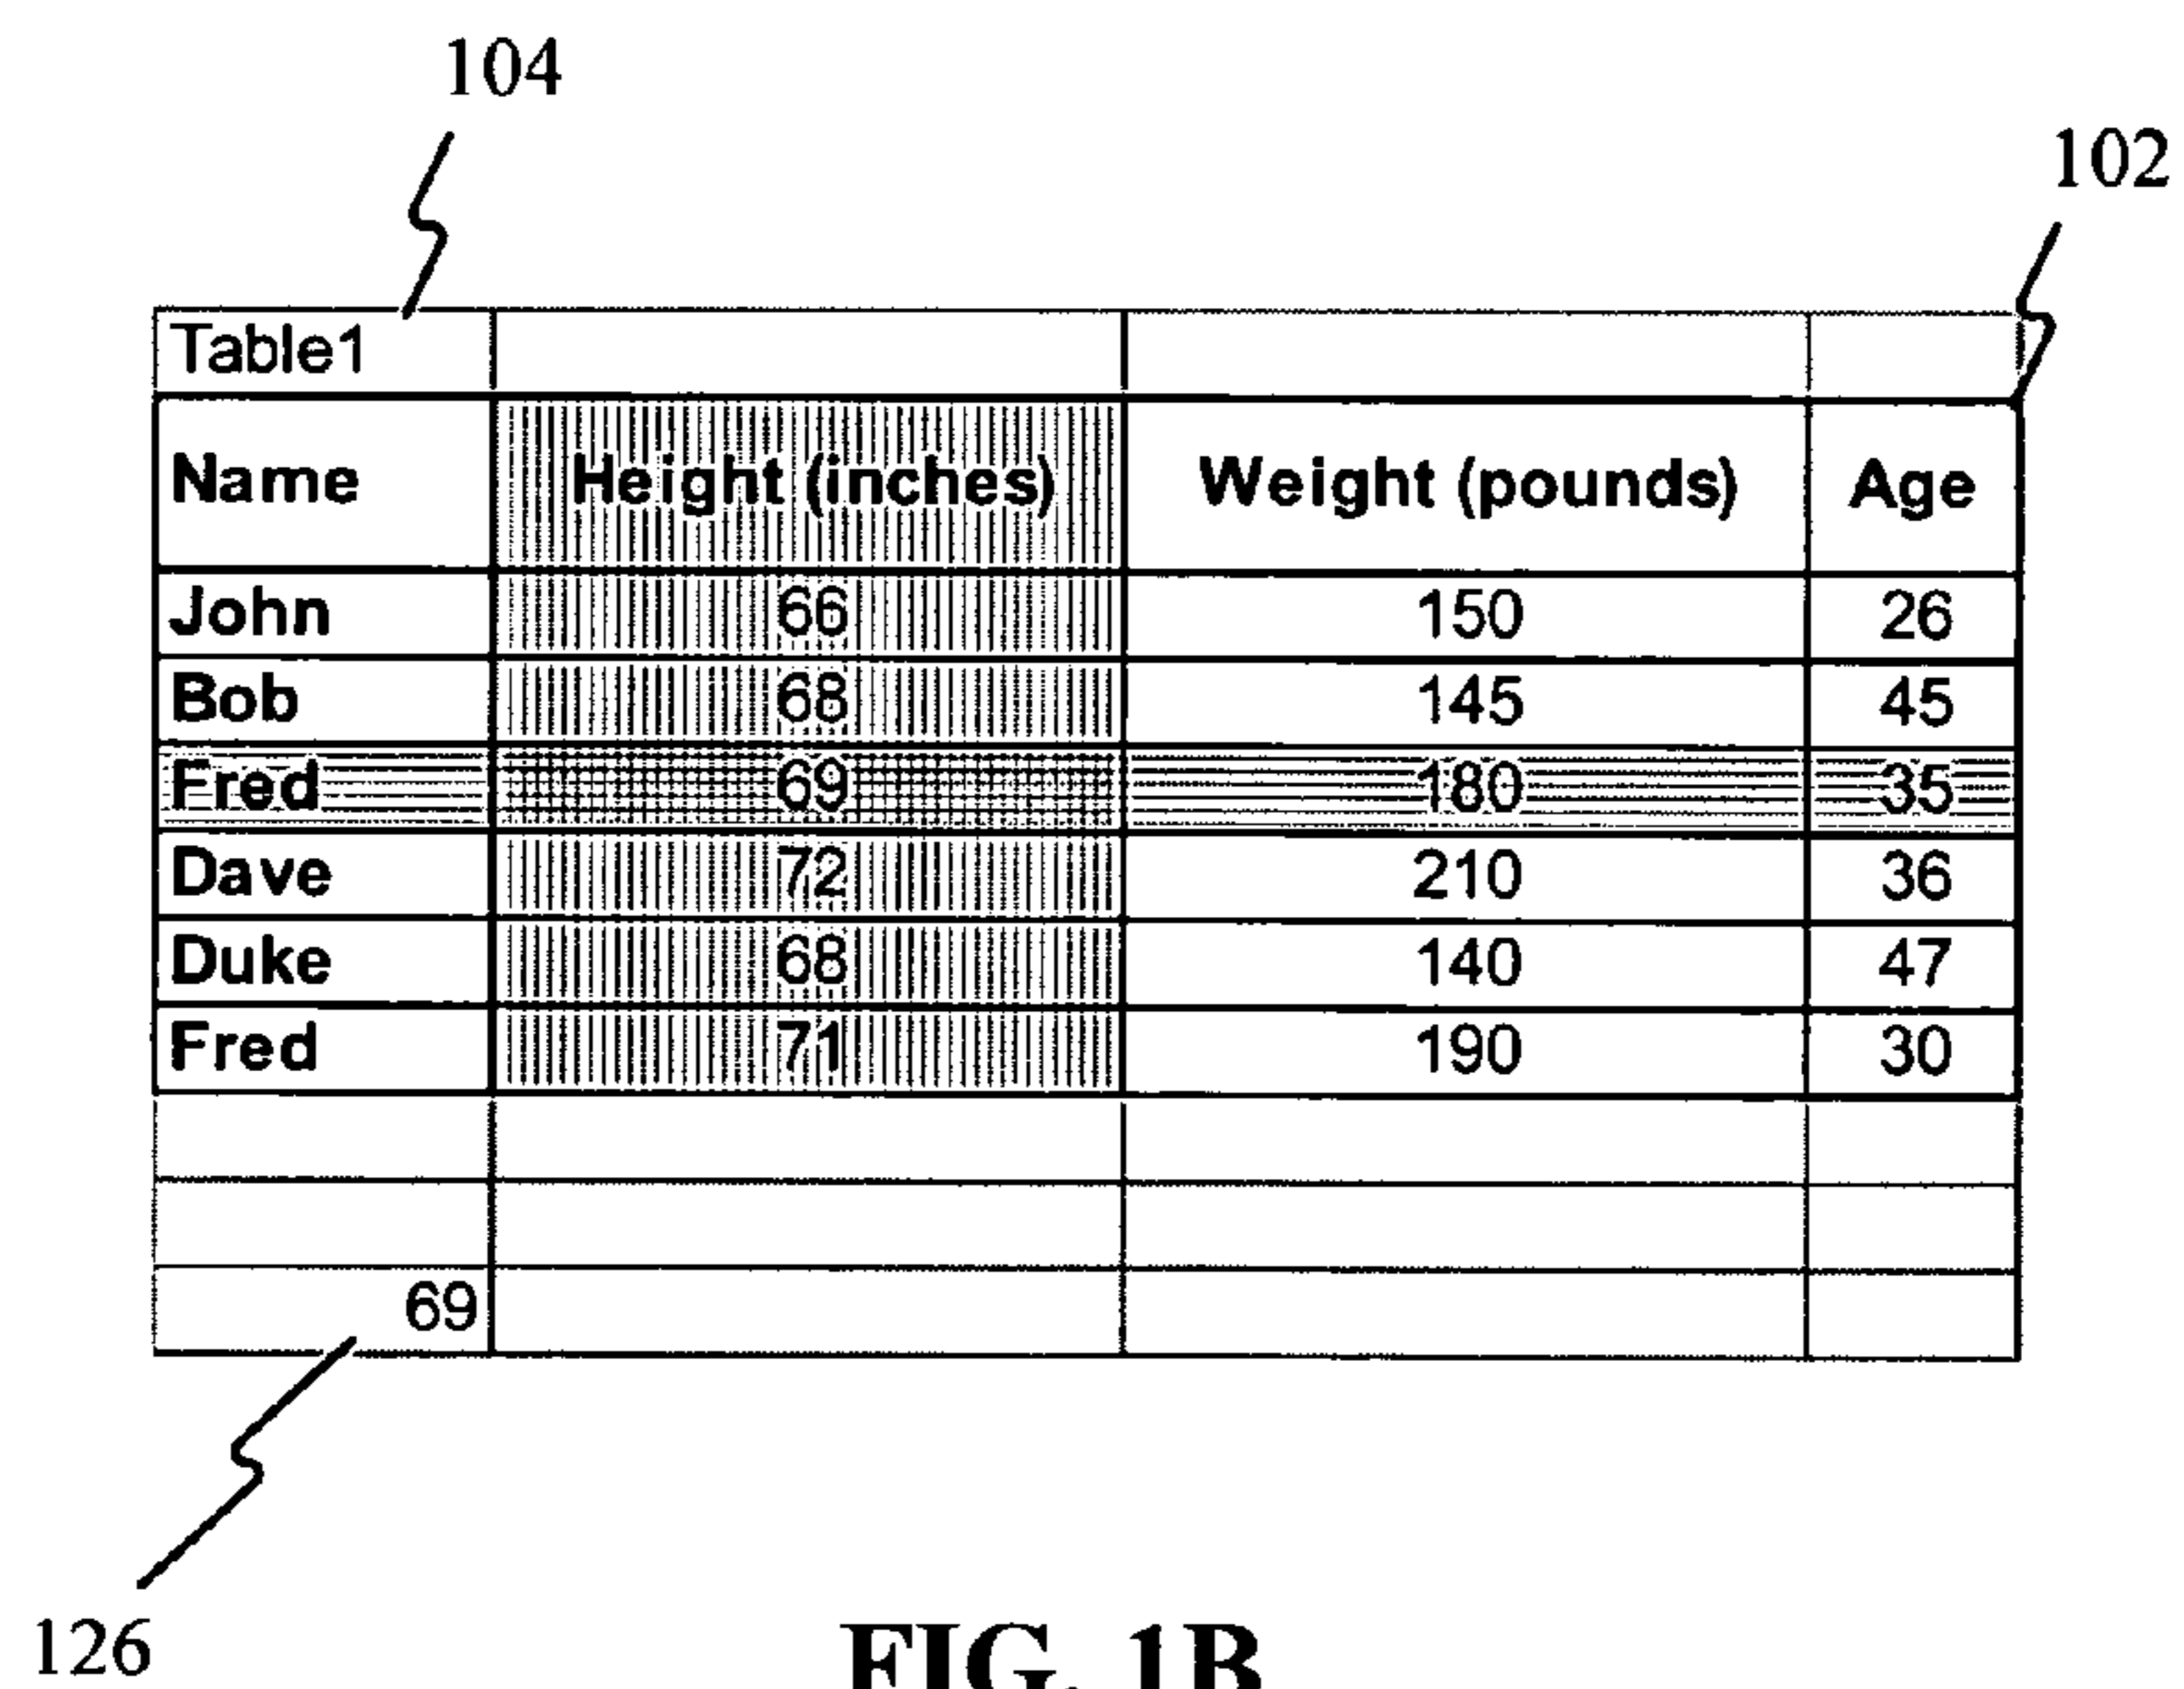 104
102
Table1
Name Height (inches) Weight (pounds) Age
John 66 150 26
Bob 68 145 45
Fred 69 180 35
Dave 72 210 36
Duke 68 140 47
Fred 71 190 30
69
126
FIG. 1B